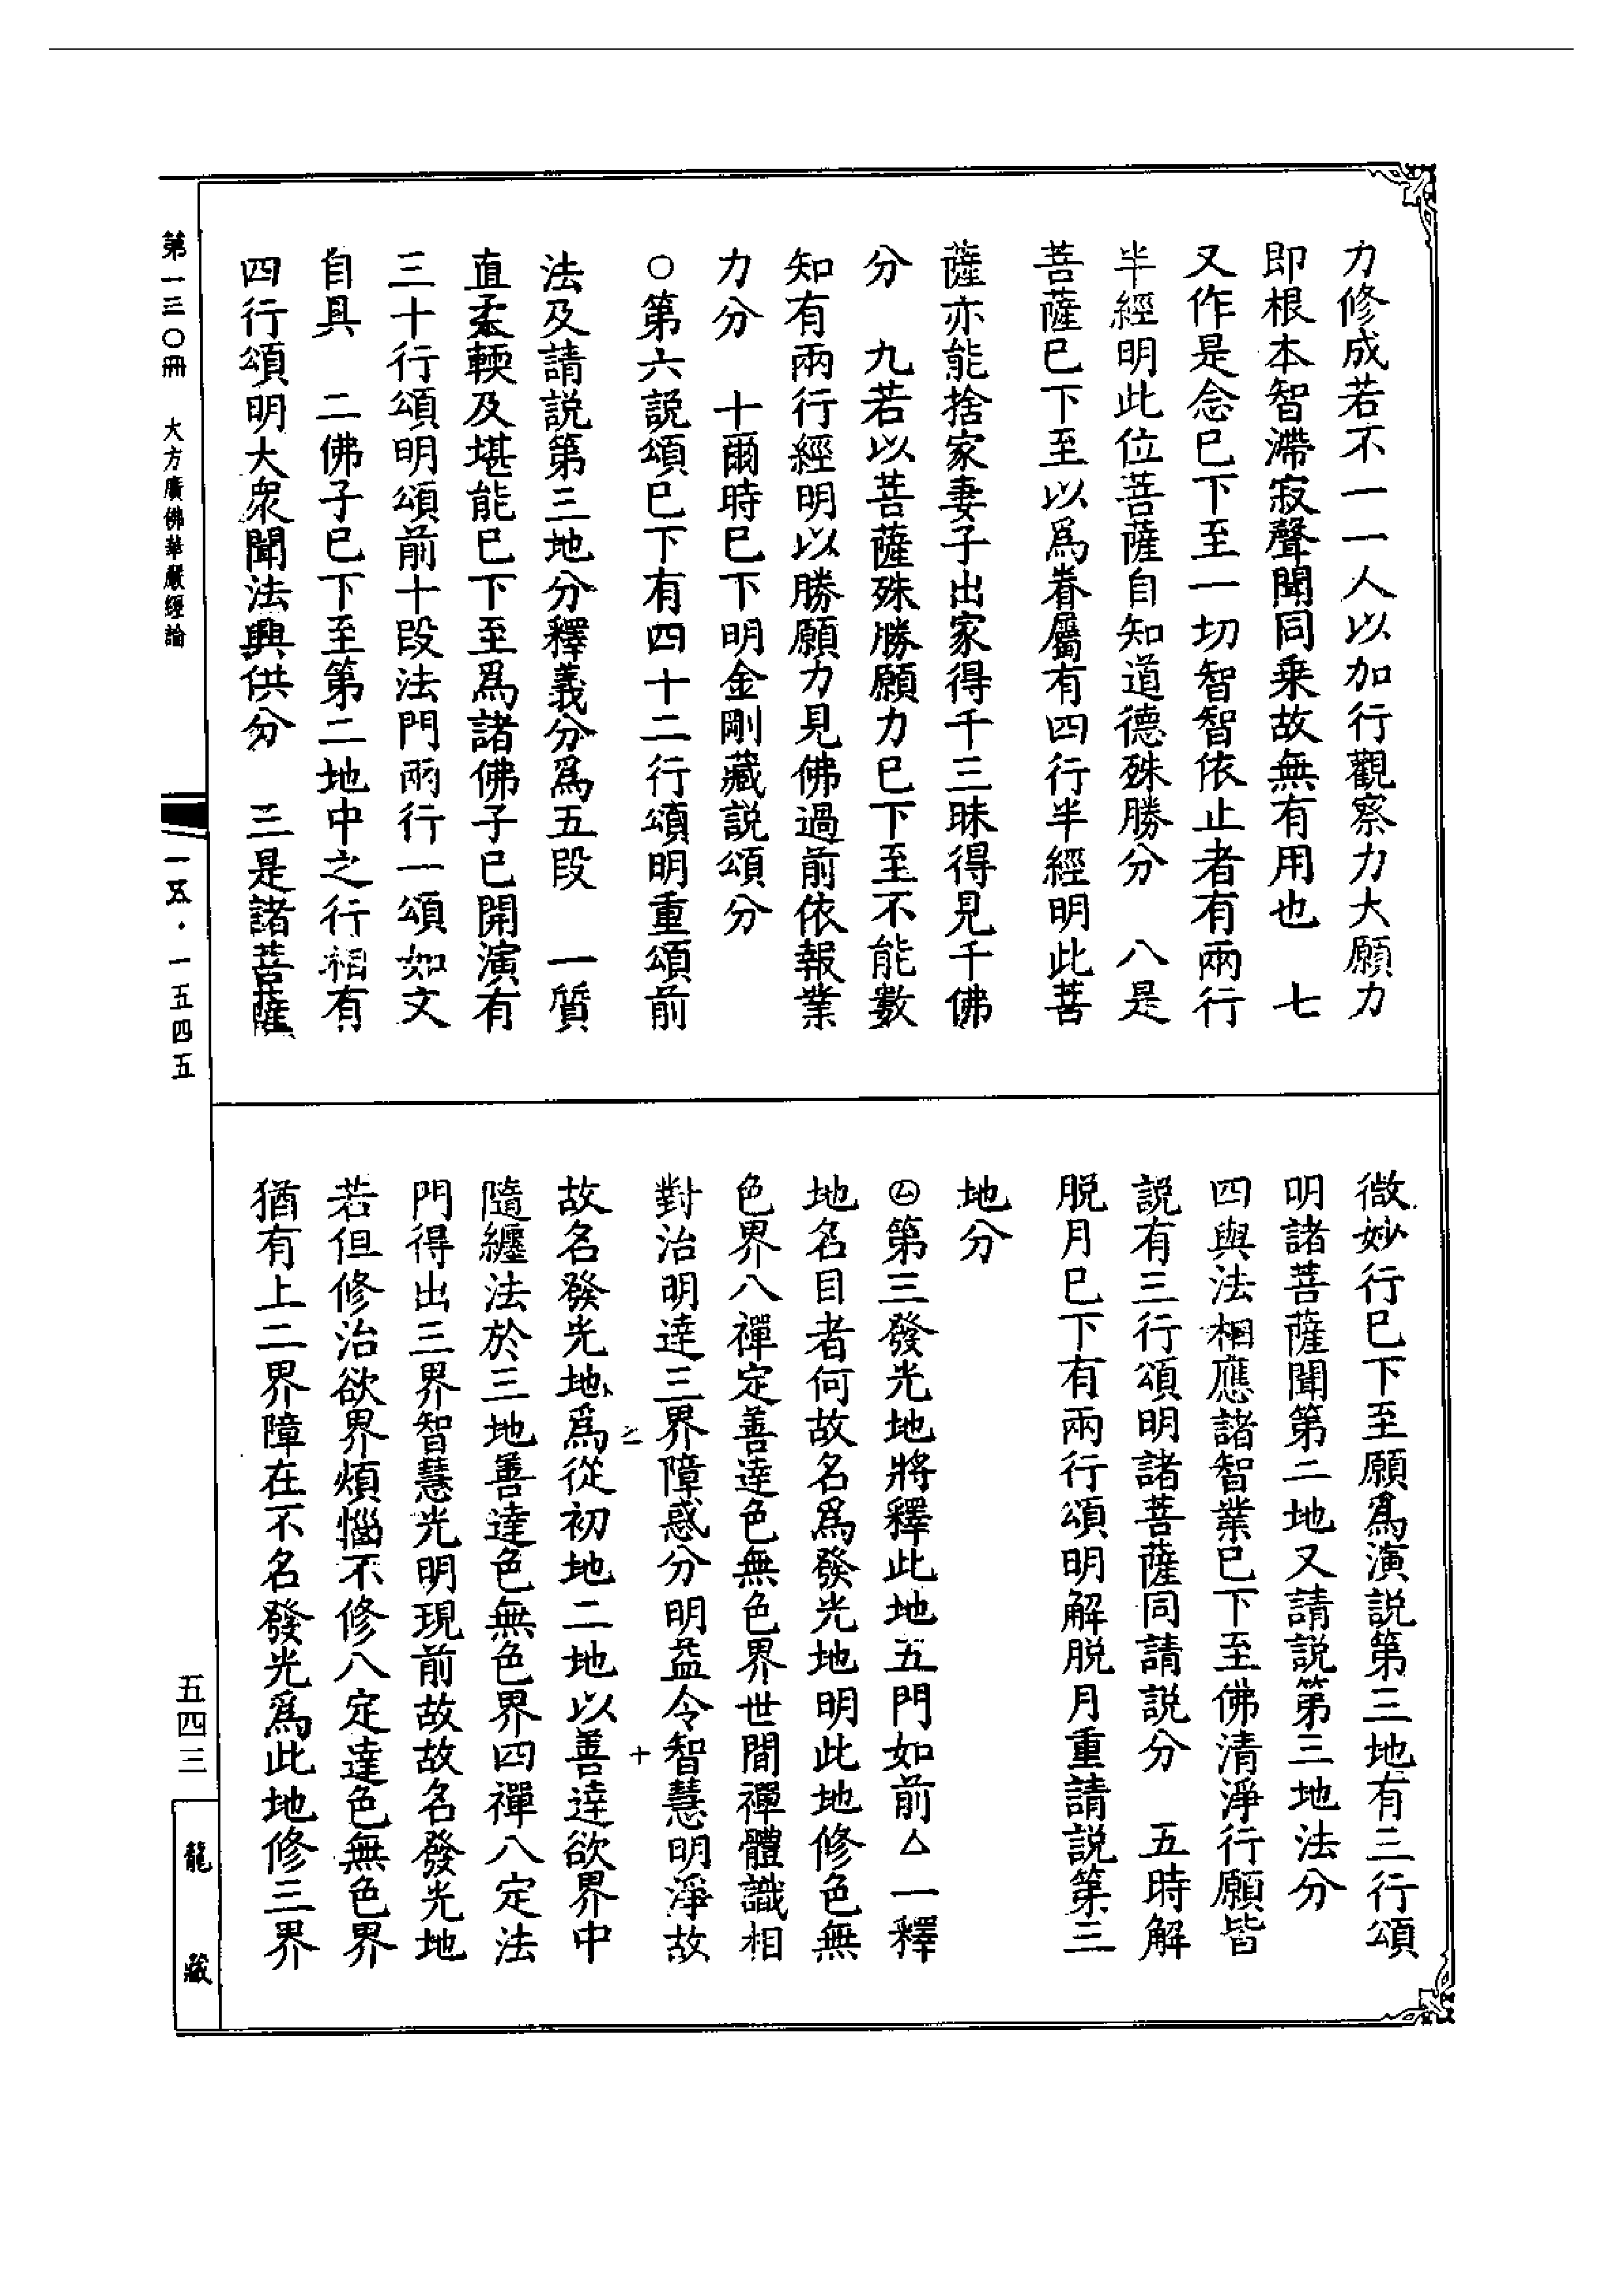 力修成若不一一人以加行觀察力大願力
即根本智滯寂聲聞同乗故無有用也　七
又作是念巳下至一切智智依止者有兩行
半經明此位菩薩自知道德殊勝分　八是
菩薩巳下至以爲眷屬有四行半經明此菩
薩亦能捨家妻子出家得千三昧得見千佛
分　九若以菩薩殊勝願力巳下至不能數
知有兩行經明以勝願力見佛過前依報業
力分　十爾時巳下明金剛藏説頌分
○第六説頌巳下有四十二行頌明重頌前
法及請説第三地分釋義分爲五段　一質
直柔輭及堪能巳下至爲諸佛子巳開演有
三十行頌明頌前十段法門兩行一頌如文
自具　二佛子巳下至第二地中之行相有
四行頌明大衆聞法興供分　三是諸菩薩
微妙行巳下至願爲演説第三地有三行頌
明諸菩薩聞第二地又請説第三地法分
四與法相應諸智業巳下至佛清淨行願皆
説有三行頌明諸菩薩同請説分　五時解
脱月巳下有兩行頌明解脱月重請説第三
地分
㊁第三發光地將釋此地五門如前△一釋
地名目者何故名爲發光地明此地修色無
色界八禪定善達色無色界世間禪體識相
對治明達三界障惑分明益令智慧明淨故
故名發光地爲從初地二地以善達欲界中
隨纏法於三地善達色無色界四禪八定法
門得出三界智慧光明現前故故名發光地
若但修治欲界煩惱不修八定達色無色界
猶有上二界障在不名發光爲此地修三界
第一三〇冊　大方廣佛華嚴經論
一五·一五四五
五四三
龍藏